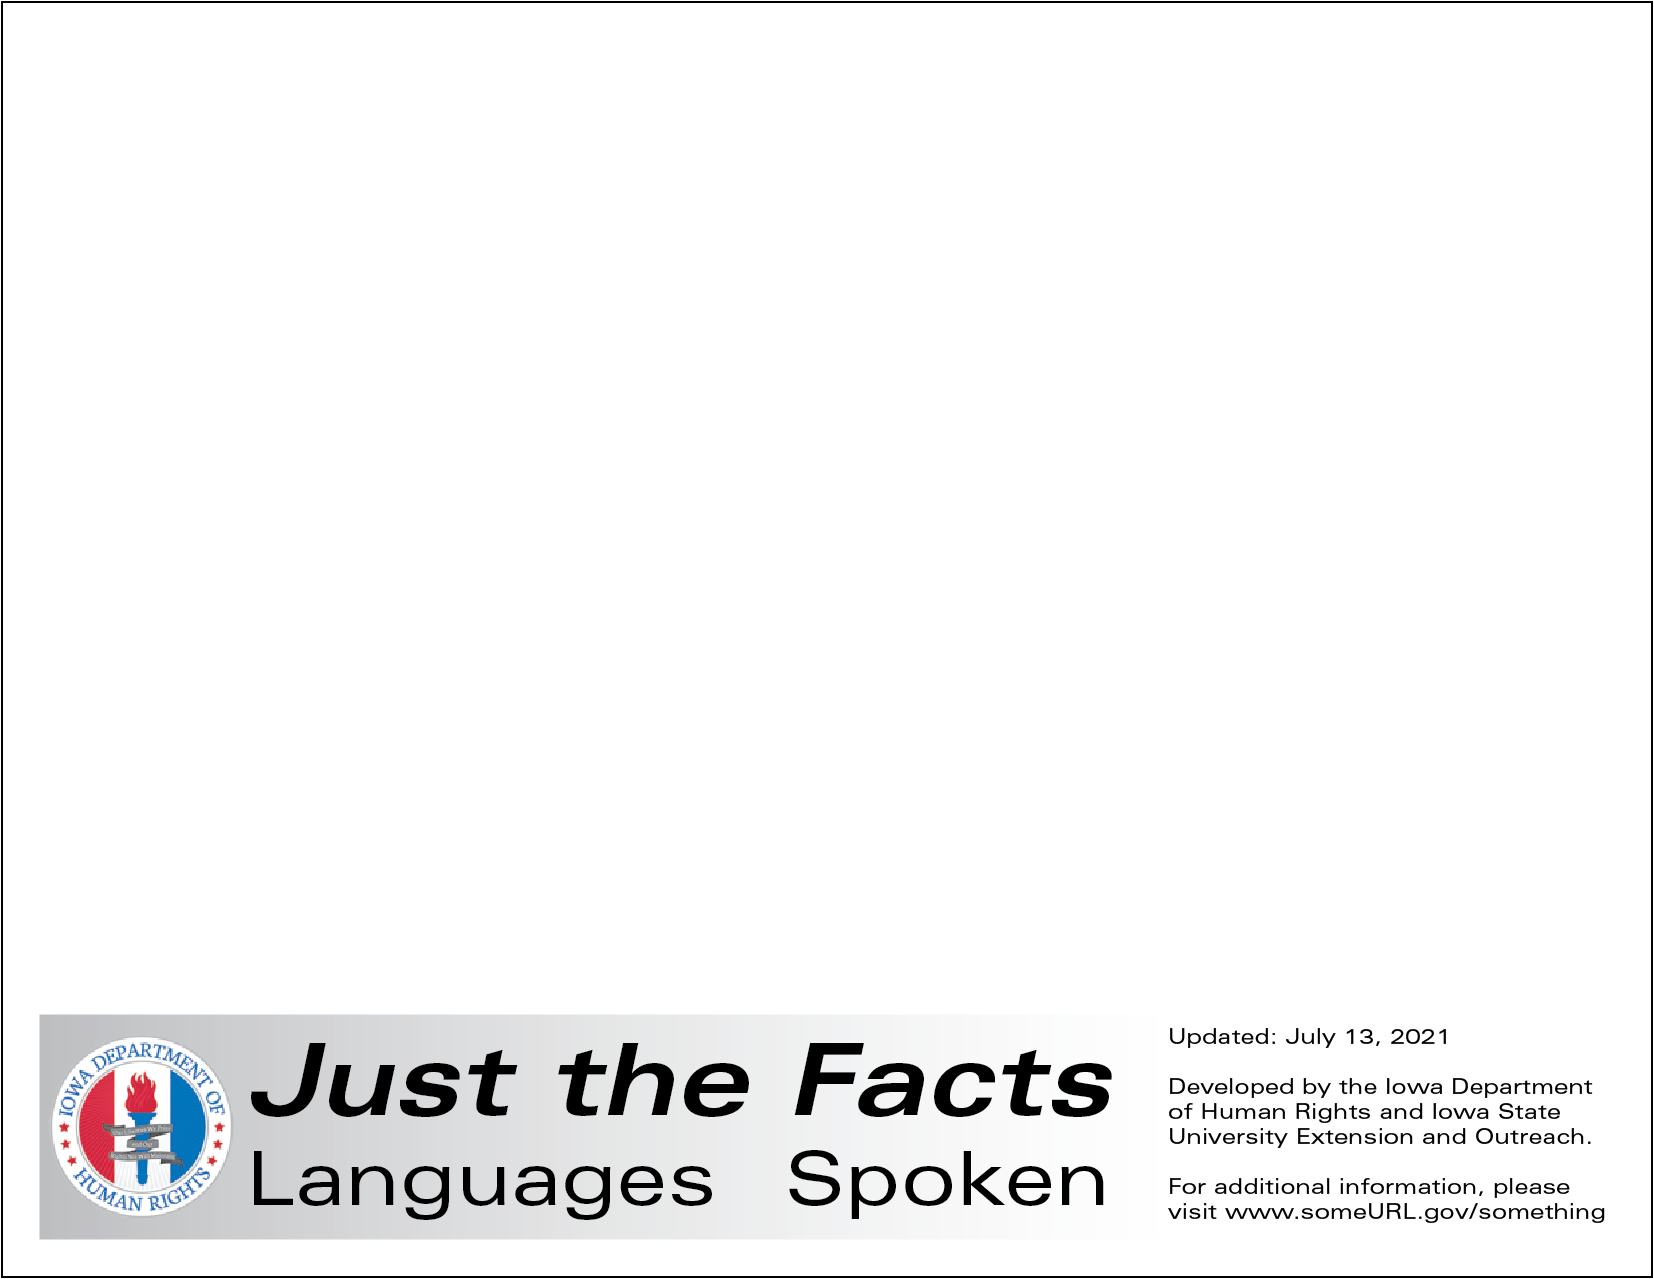 IOWA DEPARTMENT OF
HUMAN RIGHTS
Just the Facts
Languages Spoken
Updated: July 13, 2021
Developed by the Iowa Department
of Human Rights and Iowa State
University Extension and Outreach.
For additional information, please
visit www.someURL.gov/something